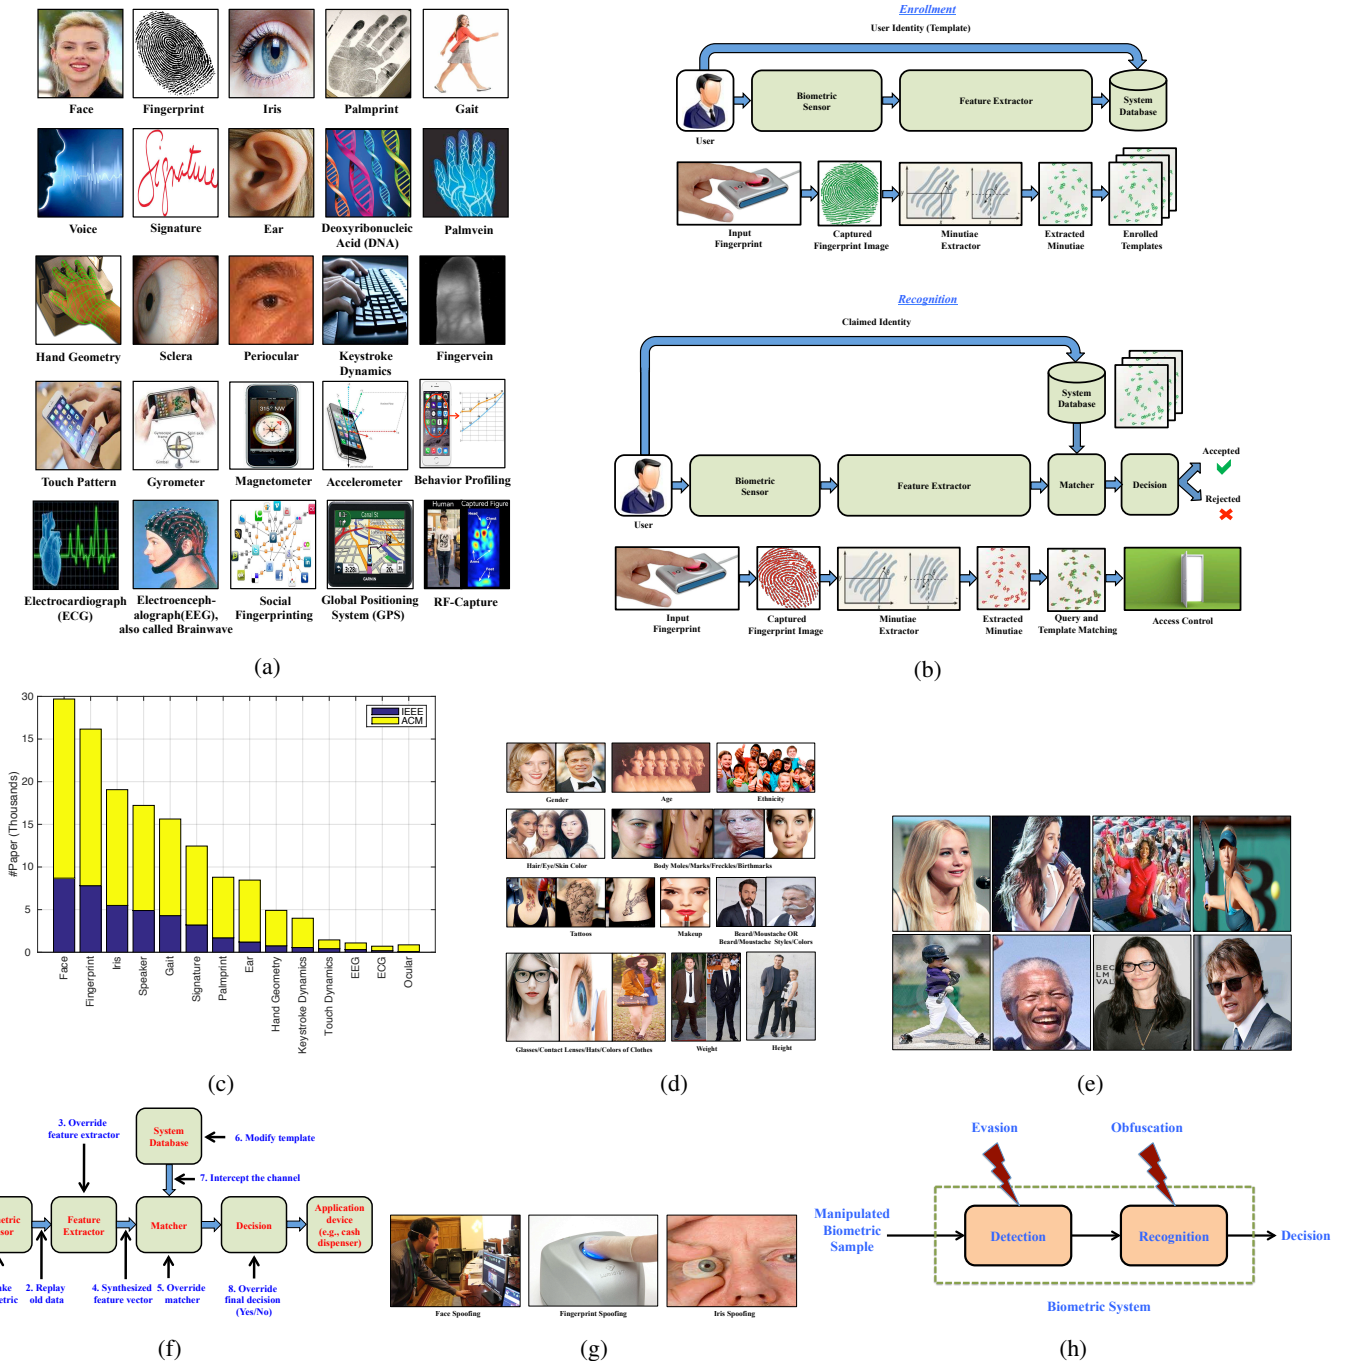 Face
Fingerprint
Iris
Palmprint
Gait
Voice
Signature
Signature
Ear
Deoxyribonucleic
Acid (DNA)
Palmvein
Hand Geometry
Sclera
Periocular
Keystroke
Dynamics
Fingervein
315° NW
Touch Pattern
Gyrometer
Magnetometer
Accelerometer
Behavior Profiling
Human
Captured Figure
Electrocardiograph
(ECG)
Electroenceph-
alograph(EEG),
also called Brainwave
Social
Fingerprinting
Global Positioning
System (GPS)
RF-Capture
(a)
Enrollment
User Identity (Template)
User
Biometric
Sensor
Feature Extractor
System
Database
Input
Fingerprint
Captured
Fingerprint Image
Minutiae
Extractor
Extracted
Minutiae
Enrolled
Templates
Recognition
Claimed Identity
System
Database
User
Biometric
Sensor
Feature Extractor
Matcher
Decision
Accepted
Rejected
Input
Fingerprint
Captured
Fingerprint Image
Minutiae
Extractor
Extracted
Minutiae
Query and
Template Matching
Access Control
(b)
#Paper (Thousands)
30
15
20
15
10
5
0
IEEE
ACM
Face
Fingerprint
Iris
Speaker
Gait
Signature
Palmprint
Ear
Hand Geometry
Keystroke Dynamics
Touch Dynamics
EEG
ECG
Ocular
(c)
Gender
Age
Ethnicity
Hair/Eye/Skin Color
Body Moles/Marks/Freckles/Birthmarks
Tattoos
Makeup
Beard/Moustache OR
Beard/Moustache Styles/Colors
Glasses/Contact Lenses/Hats/Colors of Clothes
Weight
Height
(d)
BEC
LM
VAL
(e)
3. Override
feature extractor
System
Database
6. Modify template
7. Intercept the channel
Feature
Extractor
Matcher
Decision
Application
device
(e.g., cash
dispenser)
2. Replay
old data
4. Synthesized
feature vector
5. Override
matcher
8. Override
final decision
(Yes/No)
(f)
Face Spoofing
Fingerprint Spoofing
Iris Spoofing
(g)
Evasion
Obfuscation
Manipulated
Biometric
Sample
Detection
Recognition
Decision
Biometric System
(h)